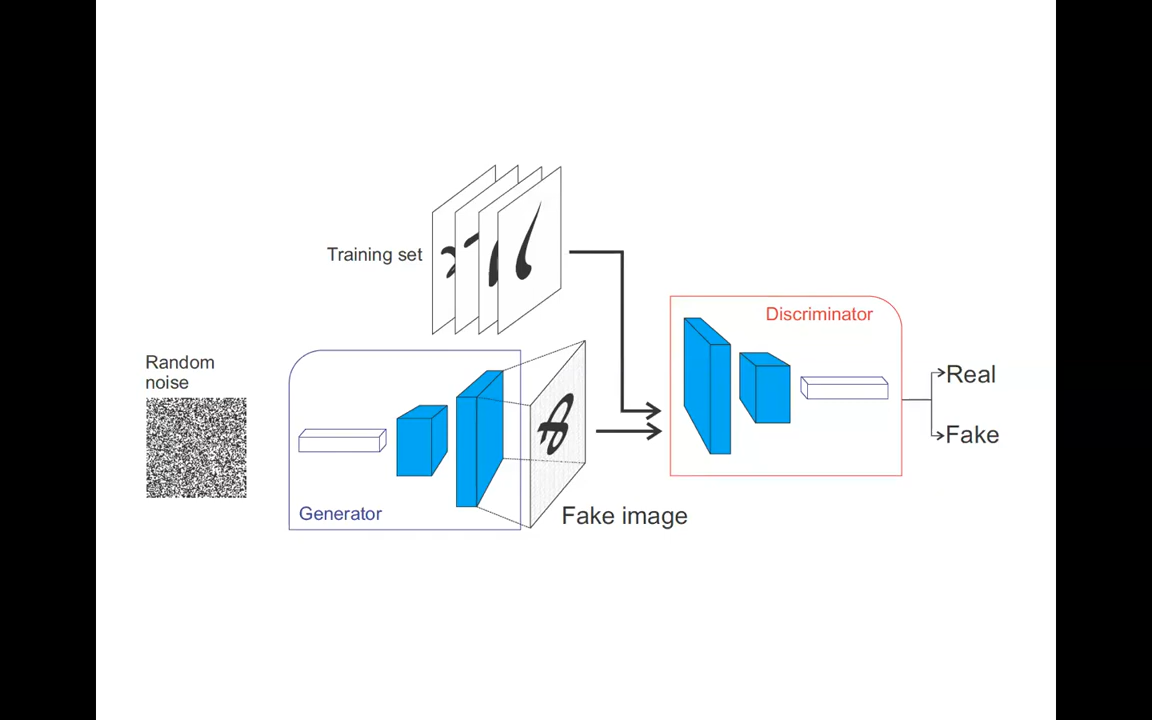 Training set
Random
noise
Generator
Fake image
Discriminator
Real
Fake